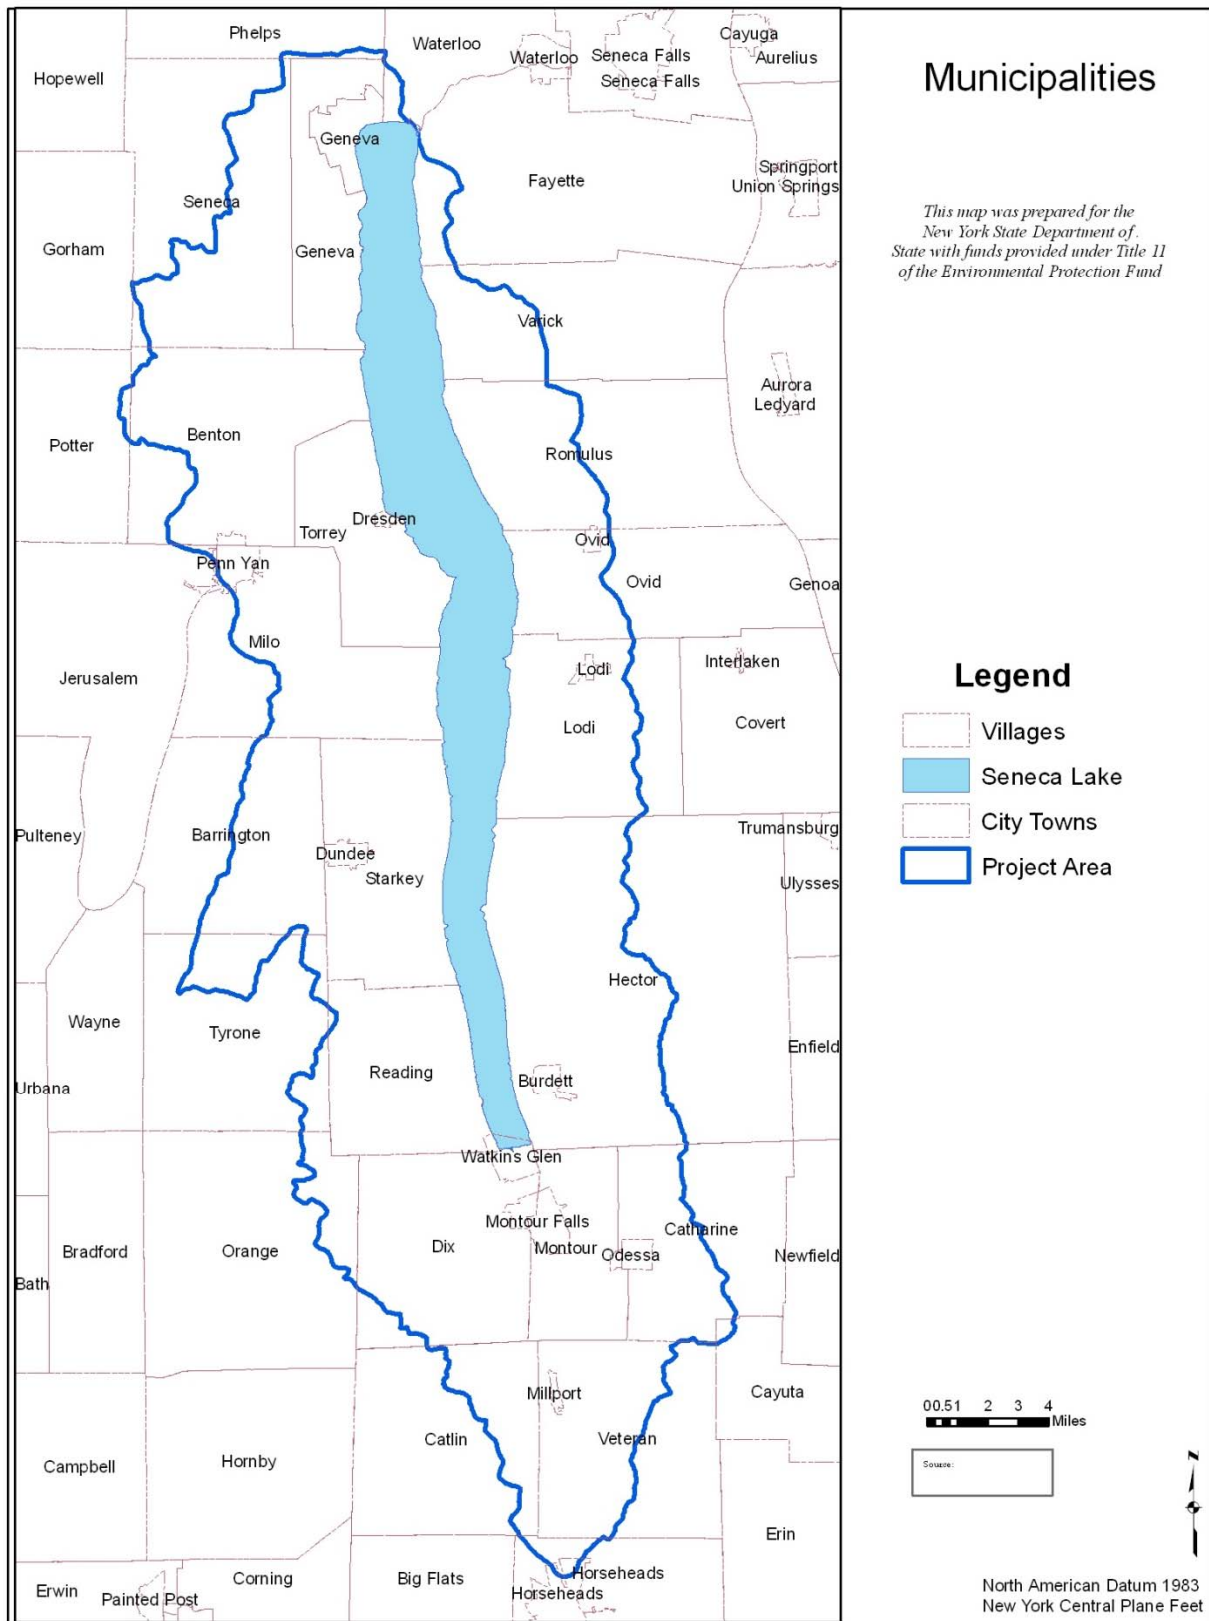 Municipalities
This map was prepared for the
New York State Department of .
State with funds provided under Title 11
of the Environmental Protection Fund
Phelps
Waterloo
Waterloo
Seneca Falls
Seneca Falls
Cayuga
Aurelius
Hopewell
Geneva
Fayette
Springport
Union Springs
Seneca
Gorham
Geneva
Varick
Aurora
Ledyard
Potter
Benton
Romulus
Dresden
Torrey
Ovid
Ovid
Genoa
Penn Yan
Milo
Jerusalem
Lodi
Interlaken
Lodi
Covert
Pulteney
Barrington
Dundee
Starkey
Trumansburg
Ulysses
Hector
Wayne
Tyrone
Enfield
Urbana
Reading
Burdett
Watkins Glen
Montour Falls
Montour
Odessa
Catharine
Newfield
Bradford
Orange
Dix
Bath
Millport
Cayuta
Catlin
Veteran
Campbell
Hornby
Erin
Erwin
Painted Post
Corning
Big Flats
Horseheads
Horseheads
Legend
Villages
Seneca Lake
City Towns
Project Area
0 0.5 1 2 3 4
Miles
Source:
N
North American Datum 1983
New York Central Plane Feet